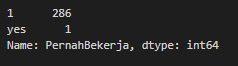 1 286
yes 1
Name: PernahBekerja, dtype: int64